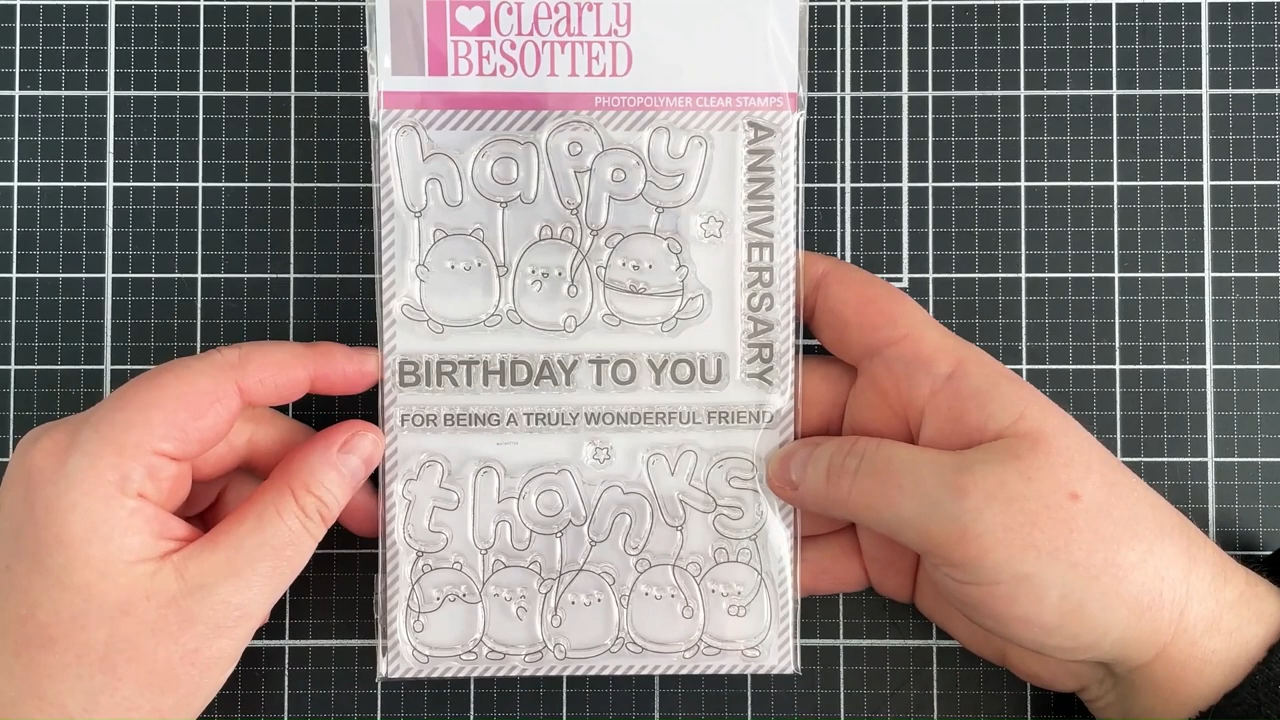 clearly
BESOTTED
PHOTOPOLYMER CLEAR STAMPS
happy
ANNIVERSARY
BIRTHDAY TO YOU
FOR BEING A TRULY WONDERFUL FRIEND
thanks